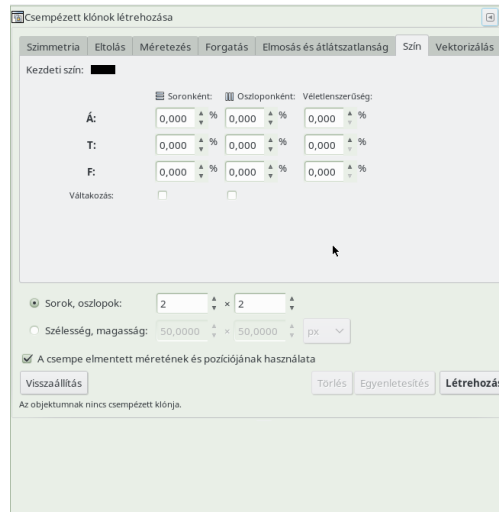 Csempézett klónok létrehozása
Szimmetria Eltolás Méretezés Forgatás Elmosás és átlátszatlanság Szín Vektorizálás
Kezdeti szín:
Soronként: Oszloponként: Véletlenszerűség:
Á: 0,000 % 0,000 % 0,000 %
T: 0,000 % 0,000 % 0,000 %
F: 0,000 % 0,000 % 0,000 %
Váltakozás:
Sorok, oszlopok: 2 × 2
Szélesség, magasság: 50,0000 × 50,0000 px
A csempe elmentett méretének és pozíciójának használata
Visszaállítás Törlés Egyenletesítés Létrehozás
Az objektumnak nincs csempézett klónja.